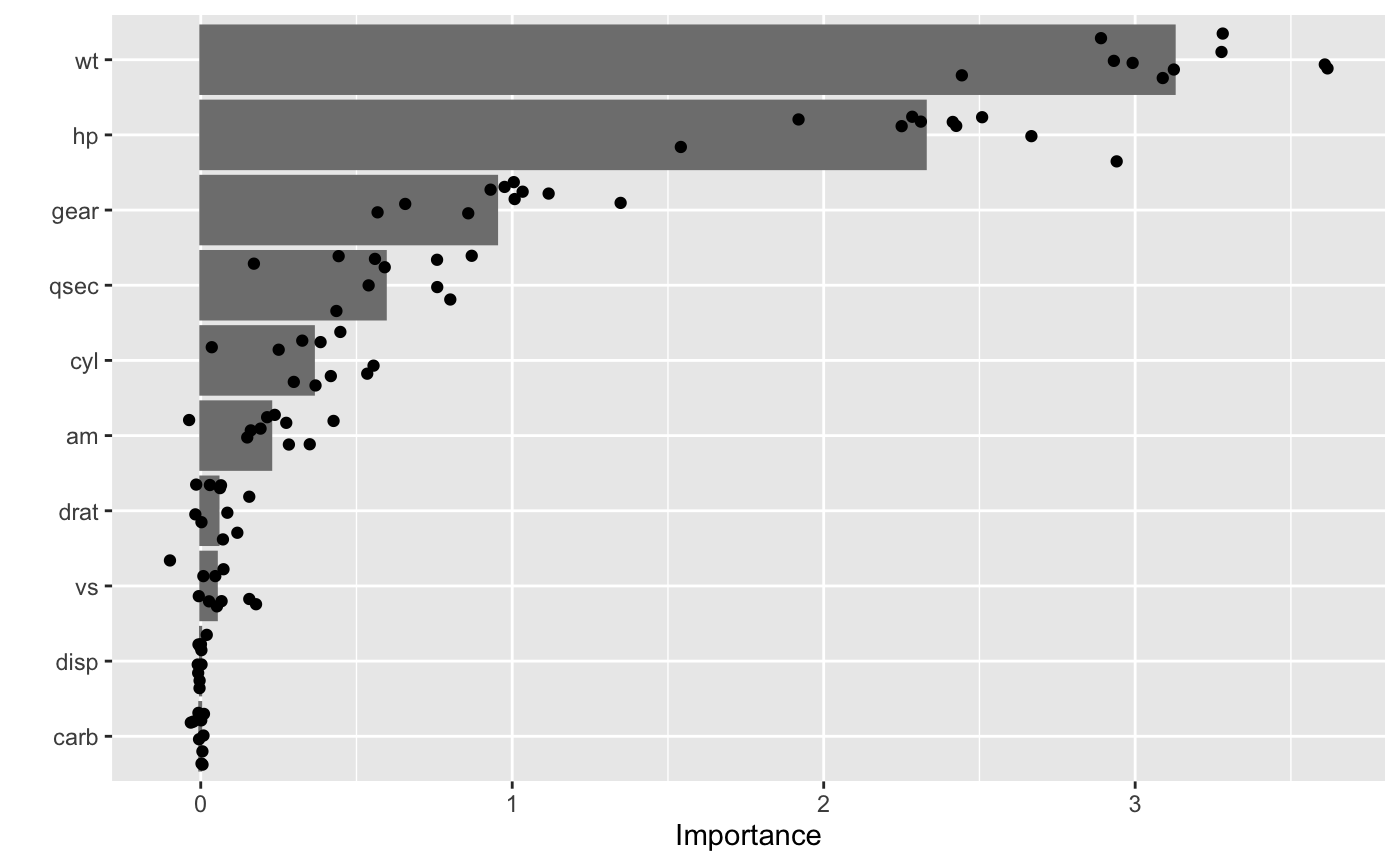 wt
hp
gear
qsec
cyl
am
drat
vs
disp
carb
0 1 2 3
Importance